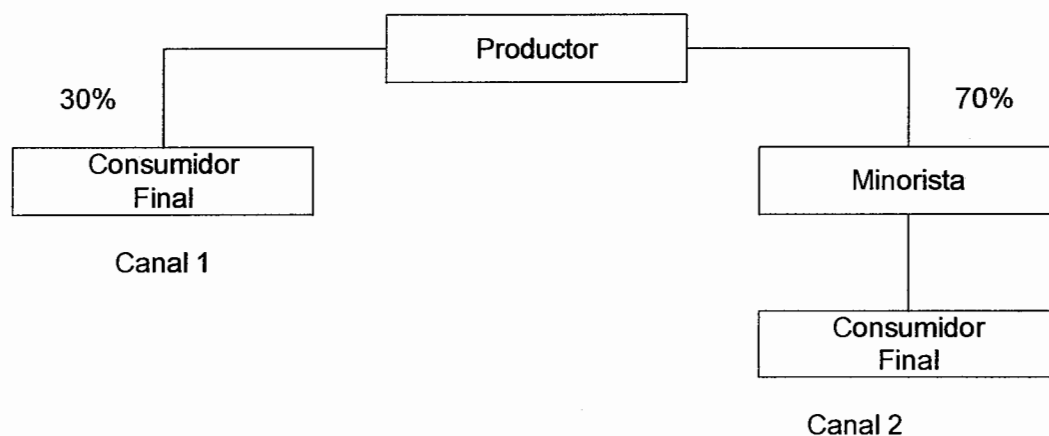 Productor
30%
70%
Consumidor
Final
Minorista
Canal 1
Consumidor
Final
Canal 2